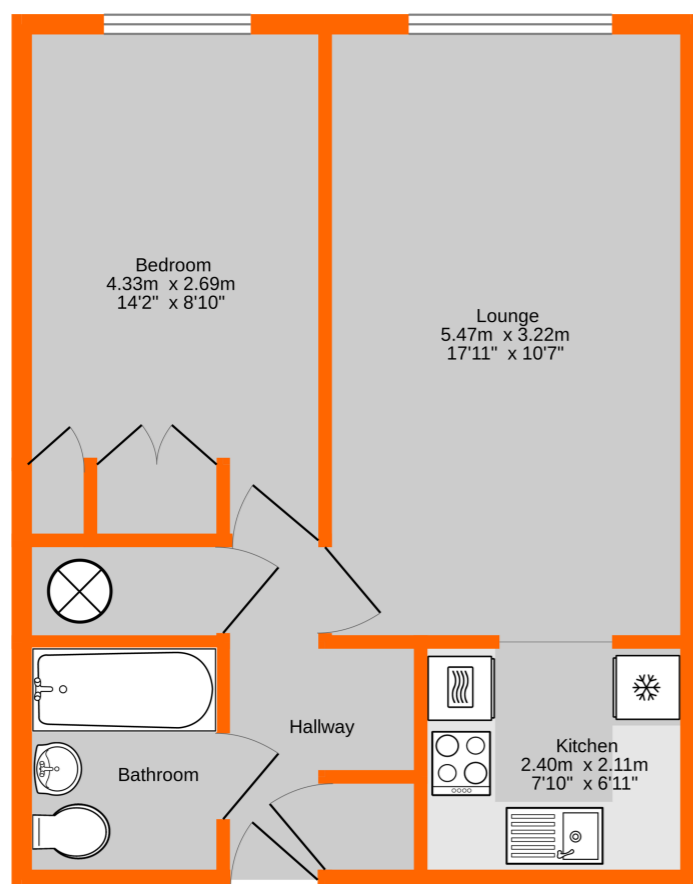 Bedroom
4.33m x 2.69m
14'2" x 8'10"
Lounge
5.47m x 3.22m
17'11" x 10'7"
Hallway
Kitchen
2.40m x 2.11m
7'10" x 6'11"
Bathroom